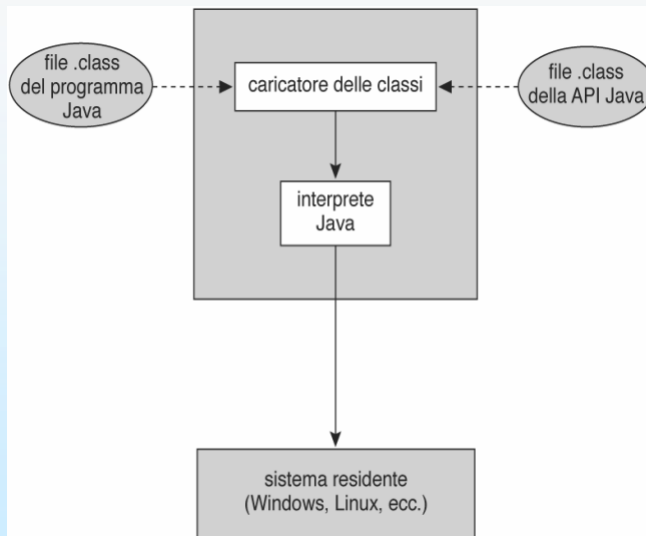 file .class
del programma
Java
caricatore delle classi
file .class
della API Java
interprete
Java
sistema residente
(Windows, Linux, ecc.)